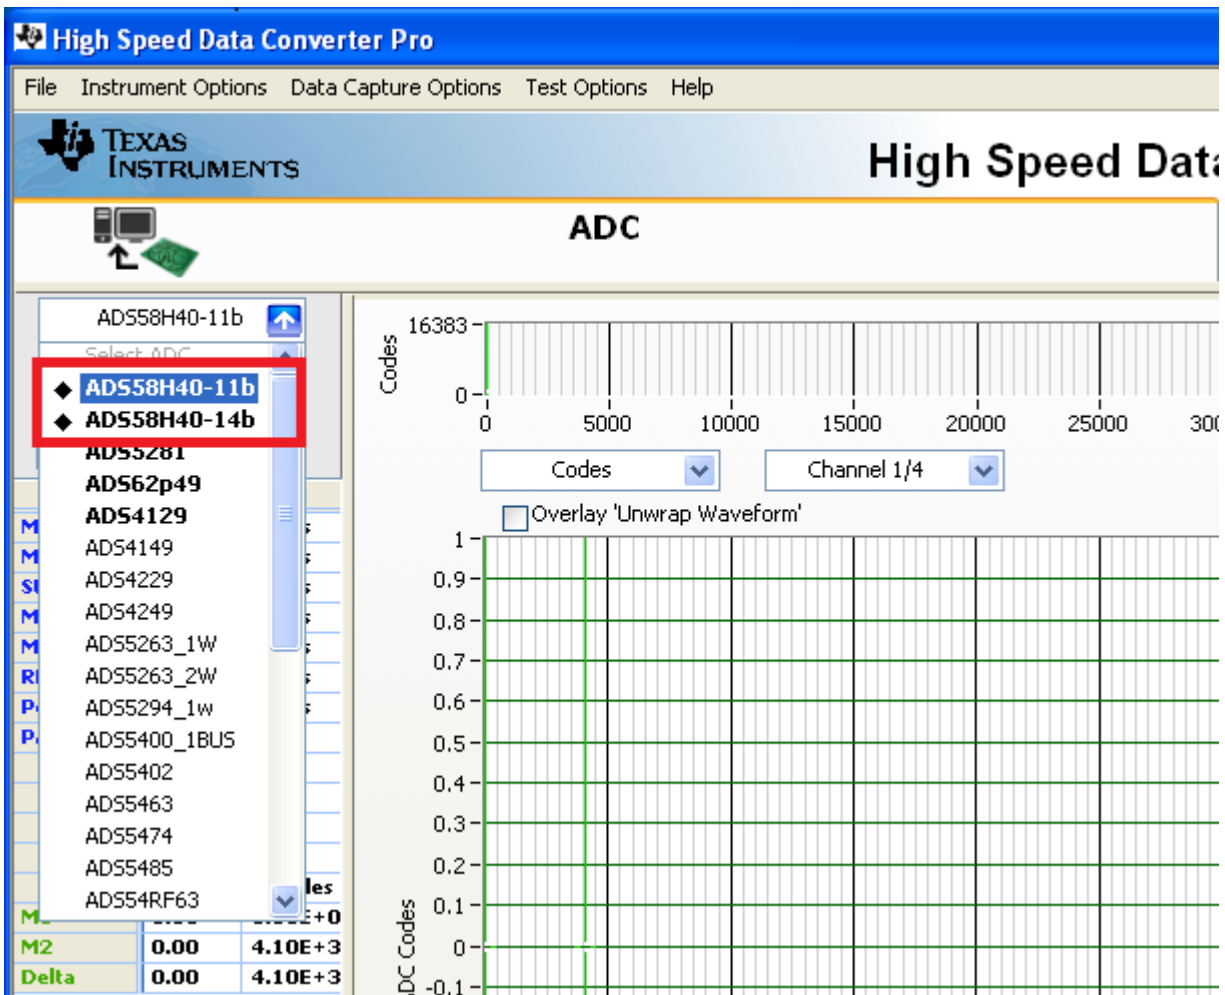 High Speed Data Converter Pro
File Instrument Options Data Capture Options Test Options Help
TEXAS
INSTRUMENTS
High Speed Data
ADC
ADS58H40-11b
Select ADC
ADS58H40-11b
ADS58H40-14b
ADS5281
ADS62p49
ADS4129
ADS4149
ADS4229
ADS4249
ADS5263_1W
ADS5263_2W
ADS5294_1w
ADS5400_1BUS
ADS5402
ADS5463
ADS5474
ADS5485
ADS54RF63
M2 0.00 4.10E+3
Delta 0.00 4.10E+3
Codes
16383
0
0 5000 10000 15000 20000 25000
Codes Channel 1/4
Overlay 'Unwrap Waveform'
1
0.9
0.8
0.7
0.6
0.5
0.4
0.3
0.2
0.1
0
-0.1
ADC Codes